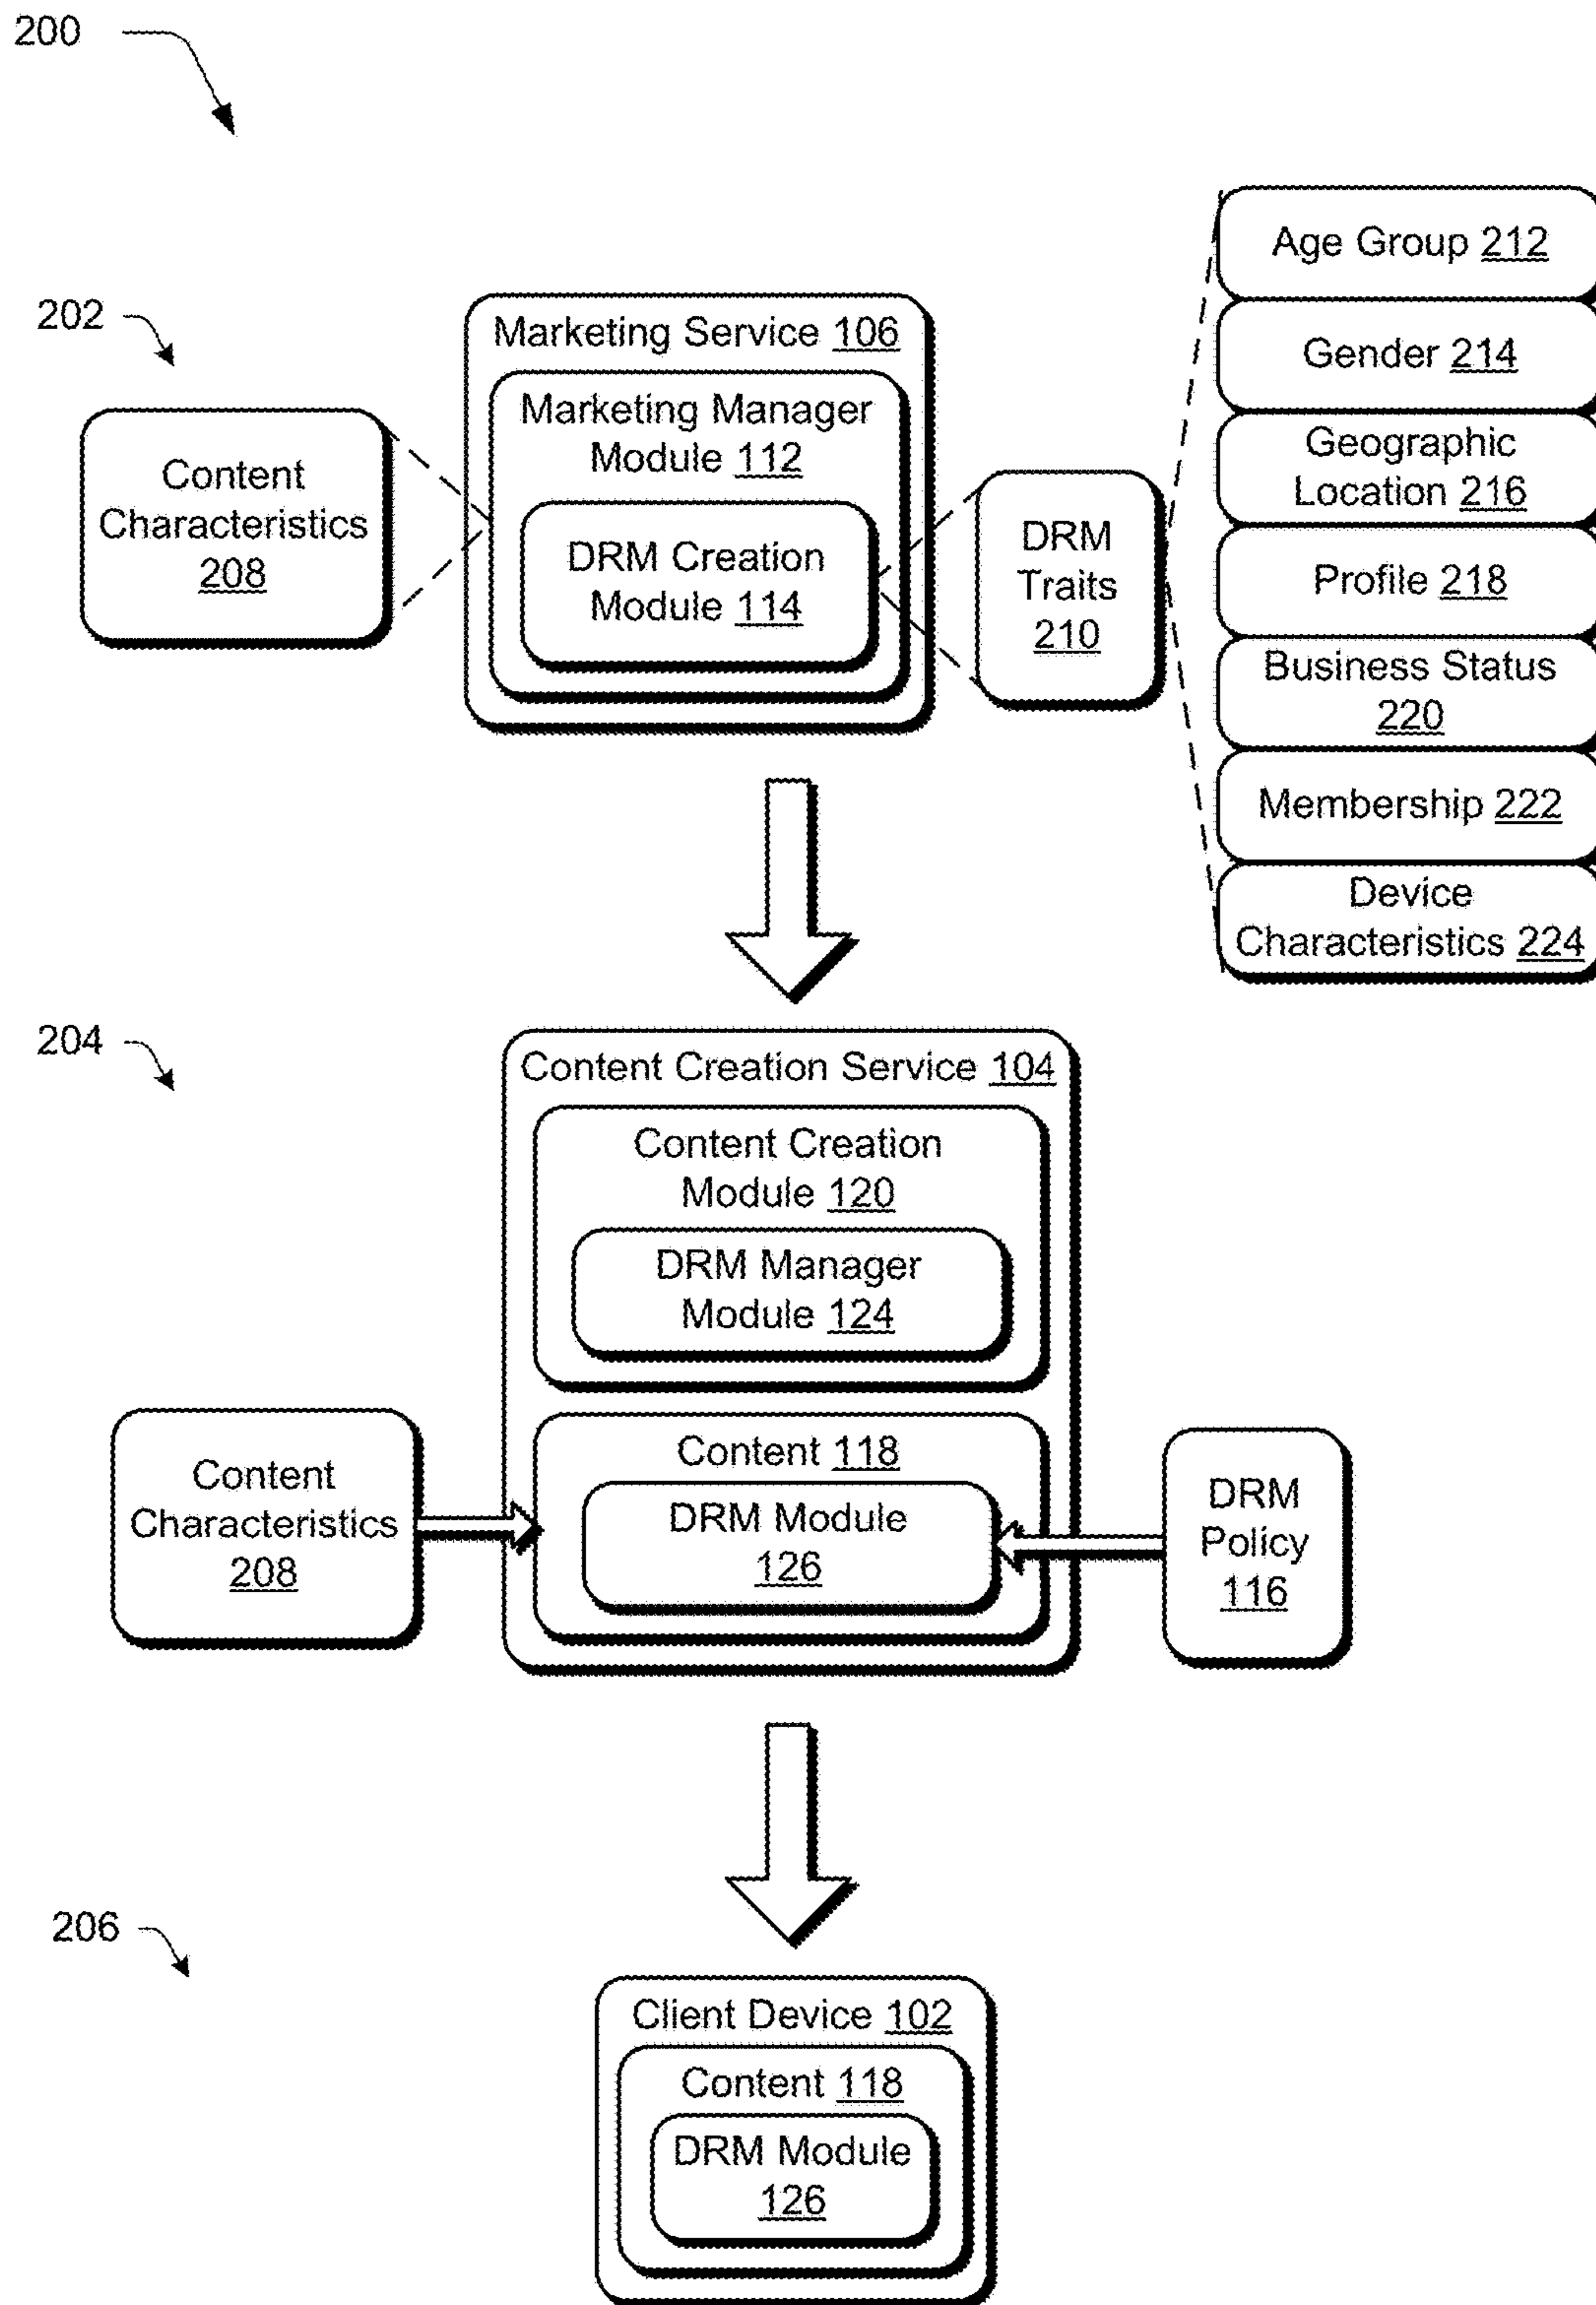 200
202
Marketing Service 106
Marketing Manager
Module 112
DRM Creation
Module 114
Content
Characteristics
208
DRM
Traits
210
Age Group 212
Gender 214
Geographic
Location 216
Profile 218
Business Status
220
Membership 222
Device
Characteristics 224
204
Content Creation Service 104
Content Creation
Module 120
DRM Manager
Module 124
Content
Characteristics
208
Content 118
DRM Module
126
DRM
Policy
116
206
Client Device 102
Content 118
DRM Module
126